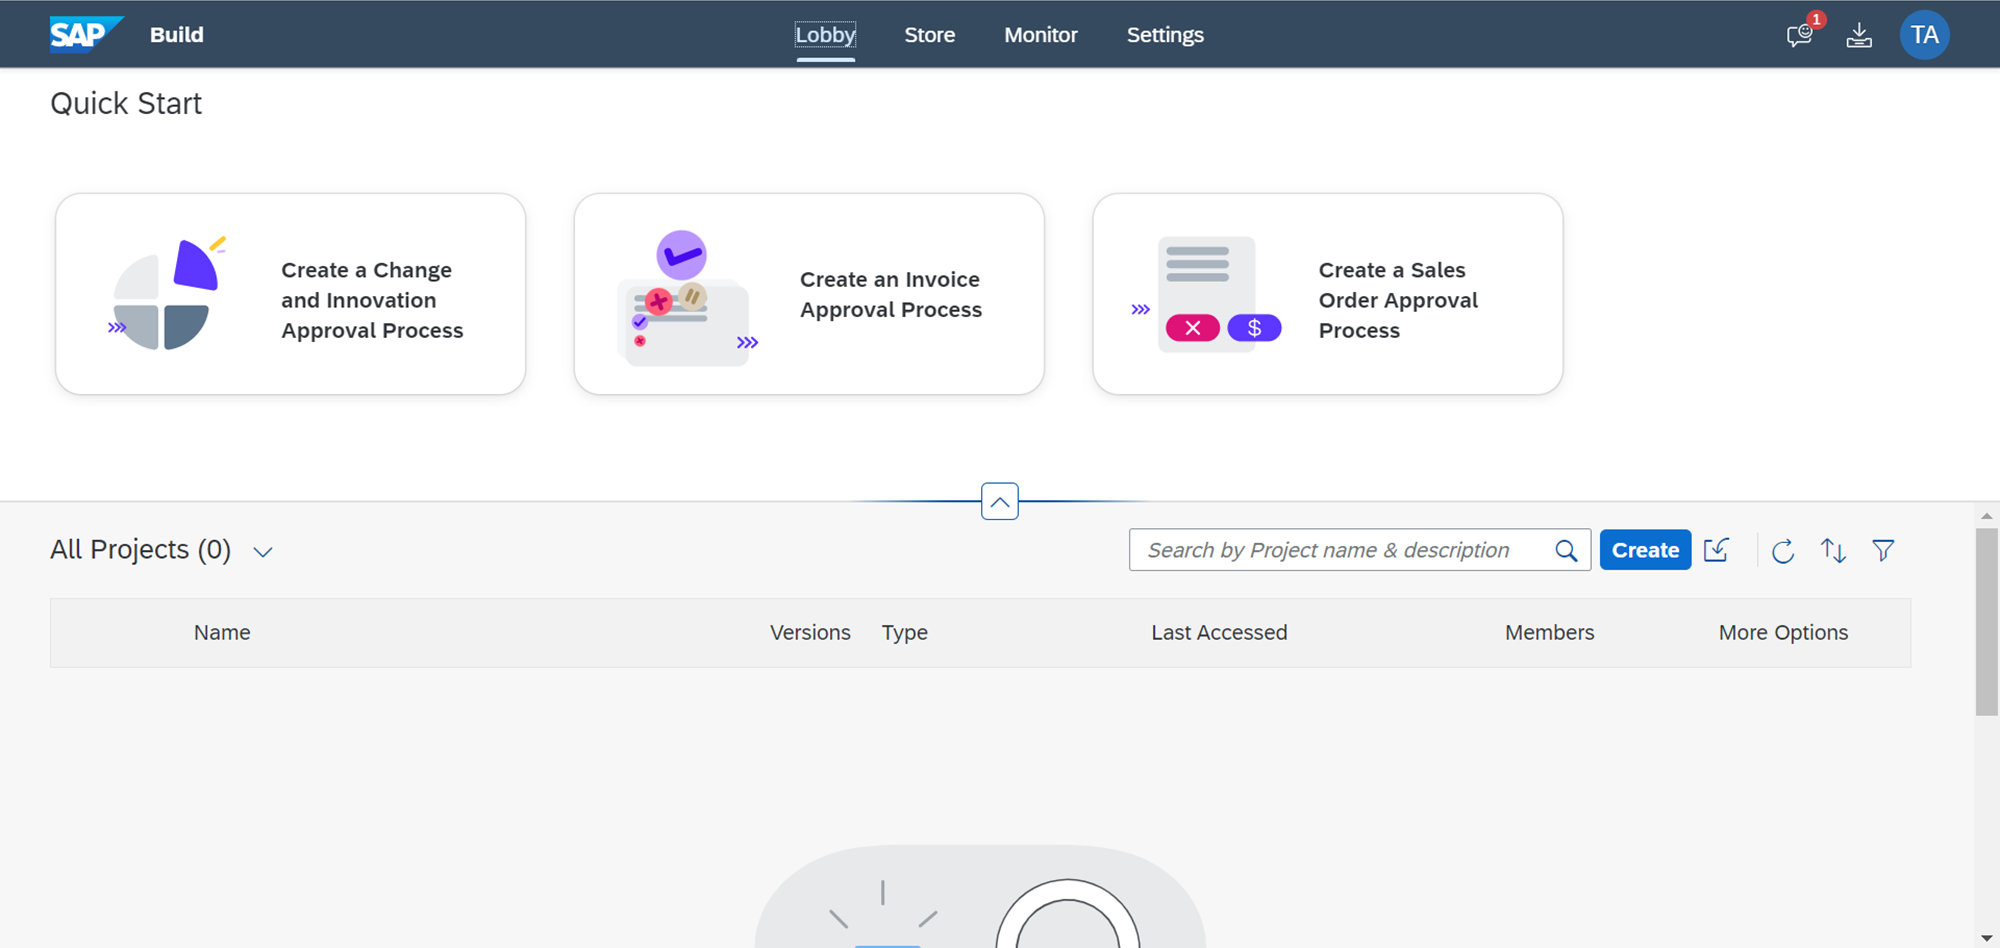 SAP Build Lobby Store Monitor Settings 1 TA
Quick Start
Create a Change
and Innovation
Approval Process
Create an Invoice
Approval Process
$
Create a Sales
Order Approval
Process
All Projects (0)
Search by Project name & description
Create
Name Versions Type Last Accessed Members More Options